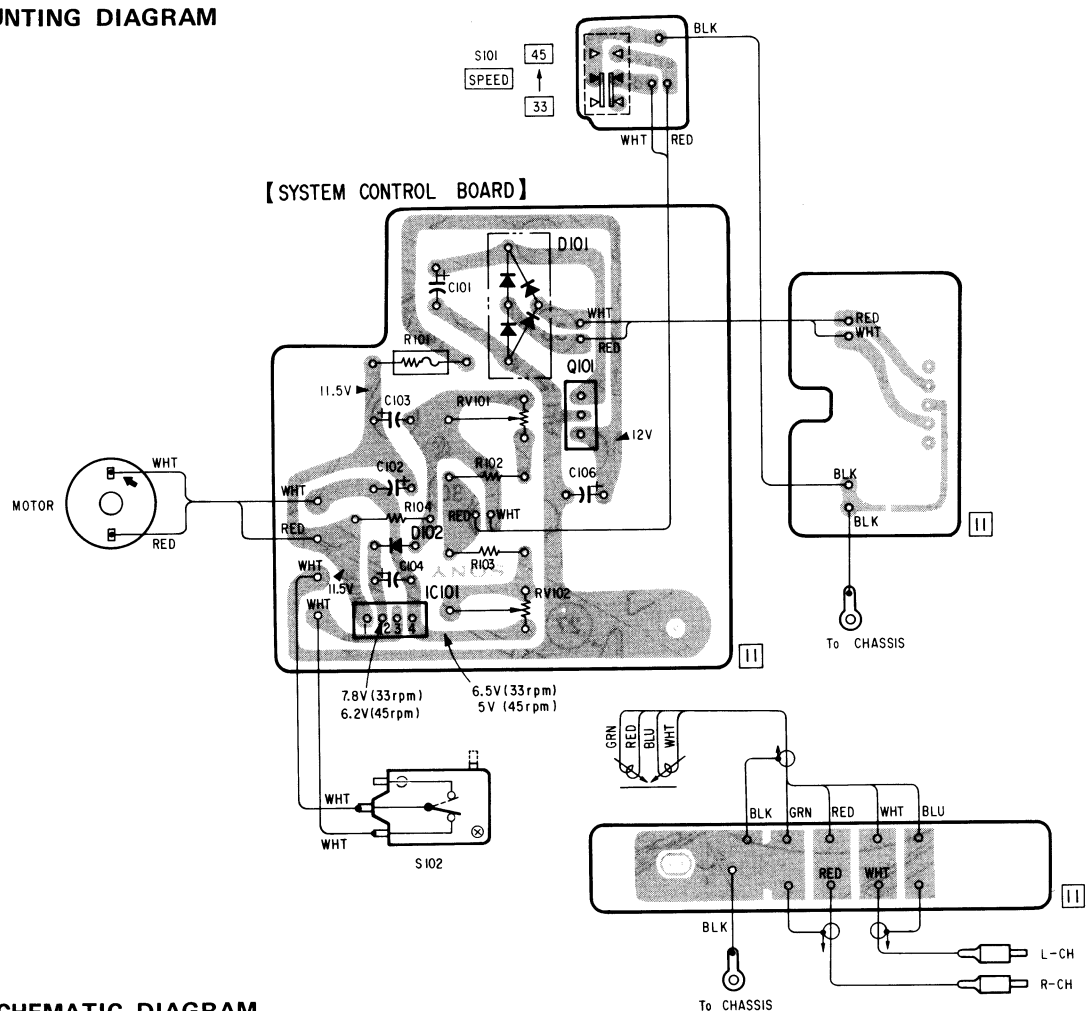 UNTING DIAGRAM
S101
SPEED
45
33
BLK
WHT
RED
【SYSTEM CONTROL BOARD】
D101
C101
WHT
RED
R101
Q101
11.5V
C103
RV101
12V
C102
R102
C106
R104
RED
WHT
D102
R103
C104
SONY
IC101
RV102
1 2 3 4
WHT
RED
WHT
11.5V
WHT
MOTOR
WHT
RED
RED
WHT
BLK
BLK
11
To CHASSIS
11
7.8V(33rpm)
6.2V(45rpm)
6.5V(33rpm)
5V (45rpm)
WHT
WHT
S102
GRN
RED
BLU
WHT
BLK
GRN
RED
WHT
BLU
RED
WHT
11
BLK
To CHASSIS
L-CH
R-CH
CHEMATIC DIAGRAM